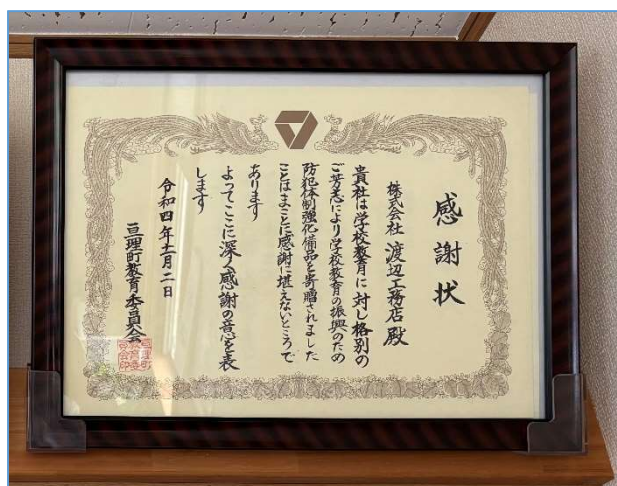 感謝状
株式会社 渡辺工務店 殿
貴社は学校教育に対し格別の
ご芳志により学校教育の振興のため
防犯体制強化備品を寄贈されました
ことはまことに感謝に堪えないところで
あります
よってここに深く感謝の意を表
します
令和四年十一月二日
亘理町教育委員会